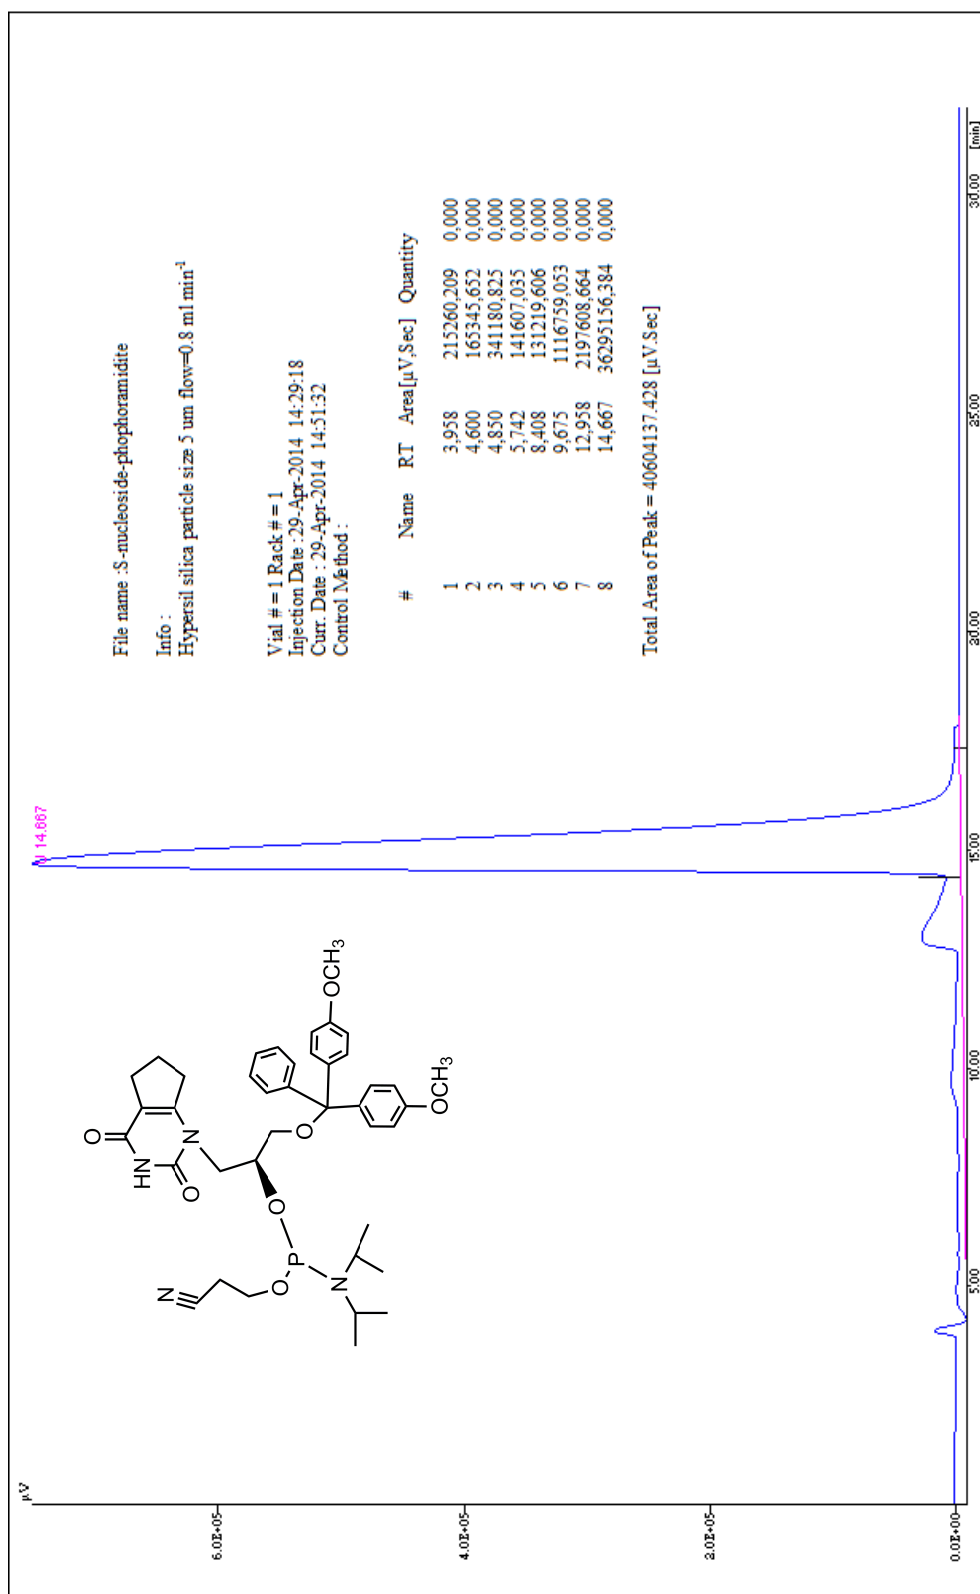 File name :S-nucleoside-phophoramidite
Info :
Hypersil silica particle size 5 um flow=0.8 ml min⁻¹
Vial # = 1 Rack # = 1
Injection Date : 29-Apr-2014 14:29:18
Curr. Date : 29-Apr-2014 14:51:32
Control Method :
# Name RT Area[µV,Sec] Quantity
1 3,958 215260,209 0,000
2 4,600 165345,652 0,000
3 4,850 341180,825 0,000
4 5,742 141607,035 0,000
5 8,408 131219,606 0,000
6 9,675 1116759,053 0,000
7 12,958 2197608,664 0,000
8 14,667 36295156,384 0,000
Total Area of Peak = 40604137.428 [µV.Sec]
µV
6.0E+05
4.0E+05
2.0E+05
0.0E+00
14.667
O
HN
N
O
O
O
P
O
N
N
OCH₃
OCH₃
5.00
10.00
15.00
20.00
25.00
30.00
[min]